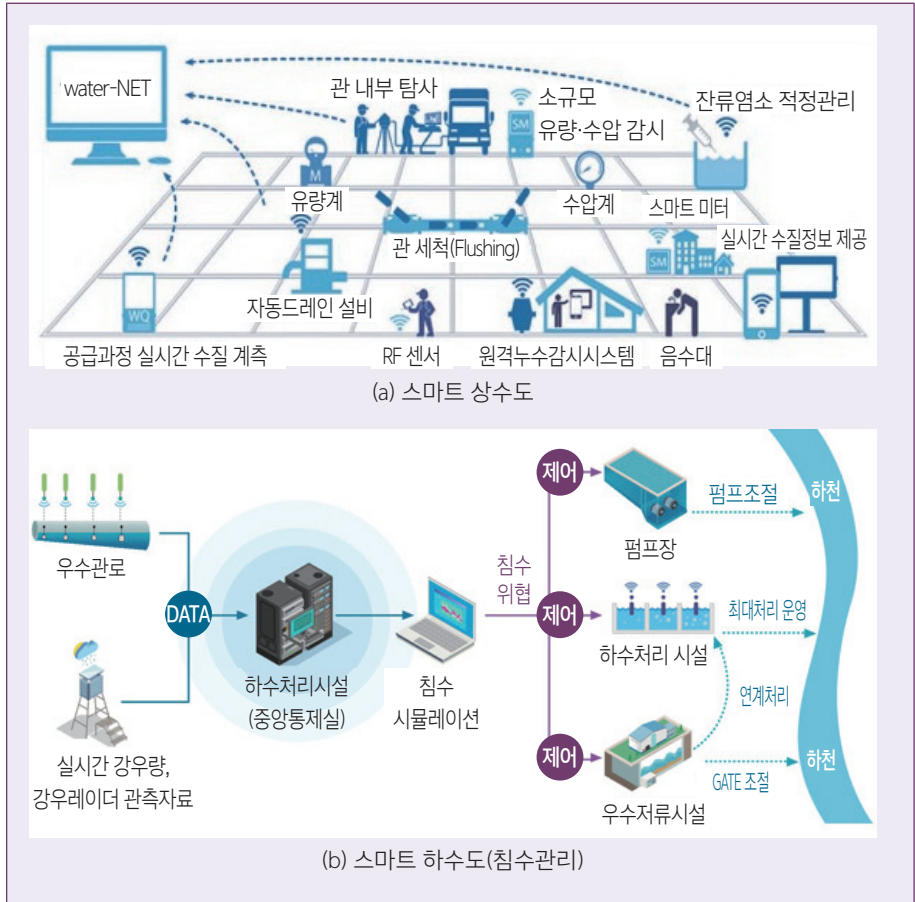 water-NET
관 내부 탐사
소규모
유량·수압 감시
SM
잔류염소 적정관리
M
유량계
수압계
스마트 미터
관 세척(Flushing)
SM
실시간 수질정보 제공
WQ
자동드레인 설비
공급과정 실시간 수질 계측
RF 센서
원격누수감시시스템
음수대
(a) 스마트 상수도
우수관로
DATA
실시간 강우량,
강우레이더 관측자료
하수처리시설
(중앙통제실)
침수
시뮬레이션
침수
위협
제어
펌프장
펌프조절
하천
제어
하수처리 시설
최대처리 운영
연계처리
제어
우수저류시설
GATE 조절
하천
(b) 스마트 하수도(침수관리)